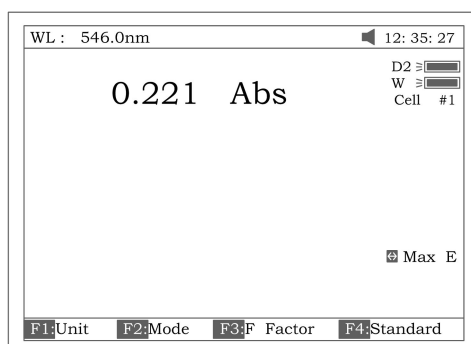 WL : 546.0nm 12: 35: 27
D2
0.221 Abs W
Cell #1
Max E
F1:Unit F2:Mode F3:F Factor F4:Standard